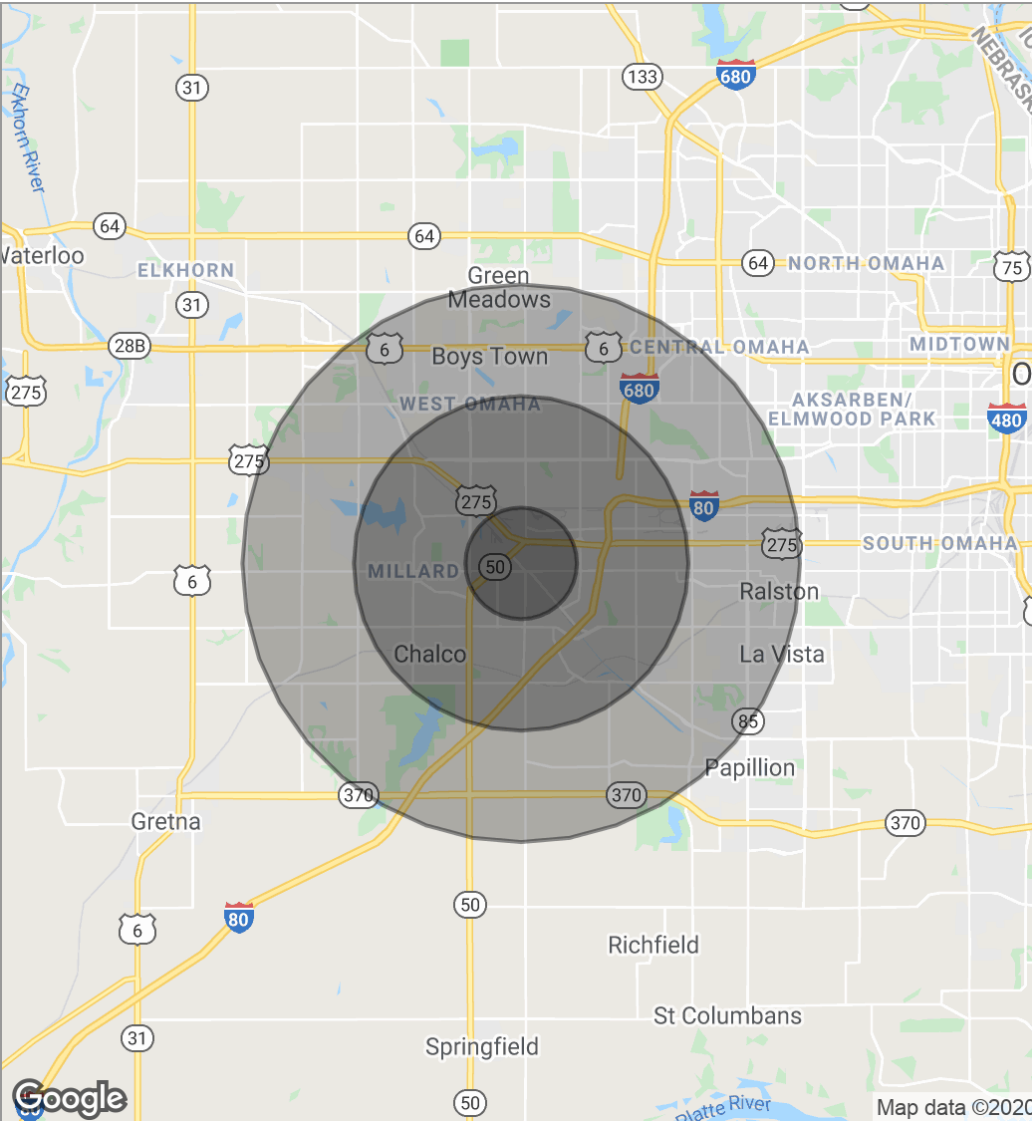 NEBRASK
31
133
680
Elkhorn River
64
64
Waterloo
ELKHORN
64
NORTH OMAHA
75
Green
Meadows
31
28B
6
Boys Town
6
CENTRAL OMAHA
MIDTOWN
275
680
O
WEST OMAHA
AKSARBEN/
ELMWOOD PARK
480
275
275
80
275
SOUTH OMAHA
MILLARD
50
6
Ralston
Chalco
La Vista
85
Papillion
370
370
Gretna
370
50
80
6
Richfield
St Columbans
31
Springfield
Google
80
50
Platte River
Map data ©2020